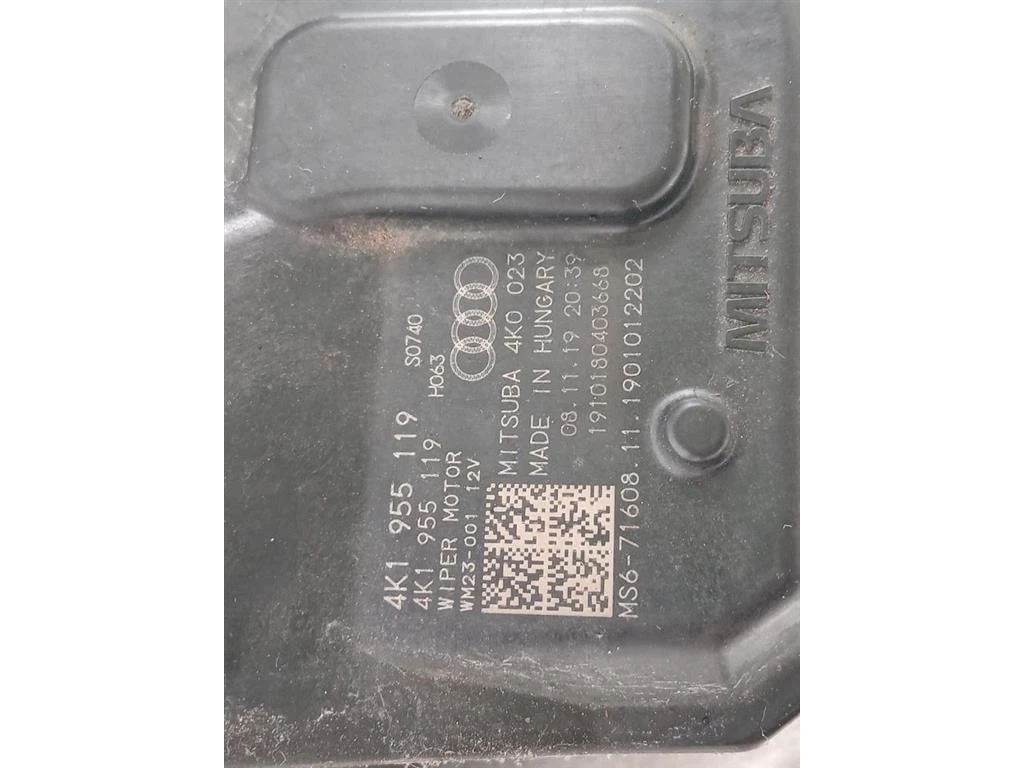 4K1 955 119
4K1 955 119
S0740
WIPER MOTOR
H063
WM23-001 12V
MITSUBA 4K0 023
MADE IN HUNGARY
08.11.19 20:39
1910180403668
MS6-71608.11.1901012202
MITSUBA